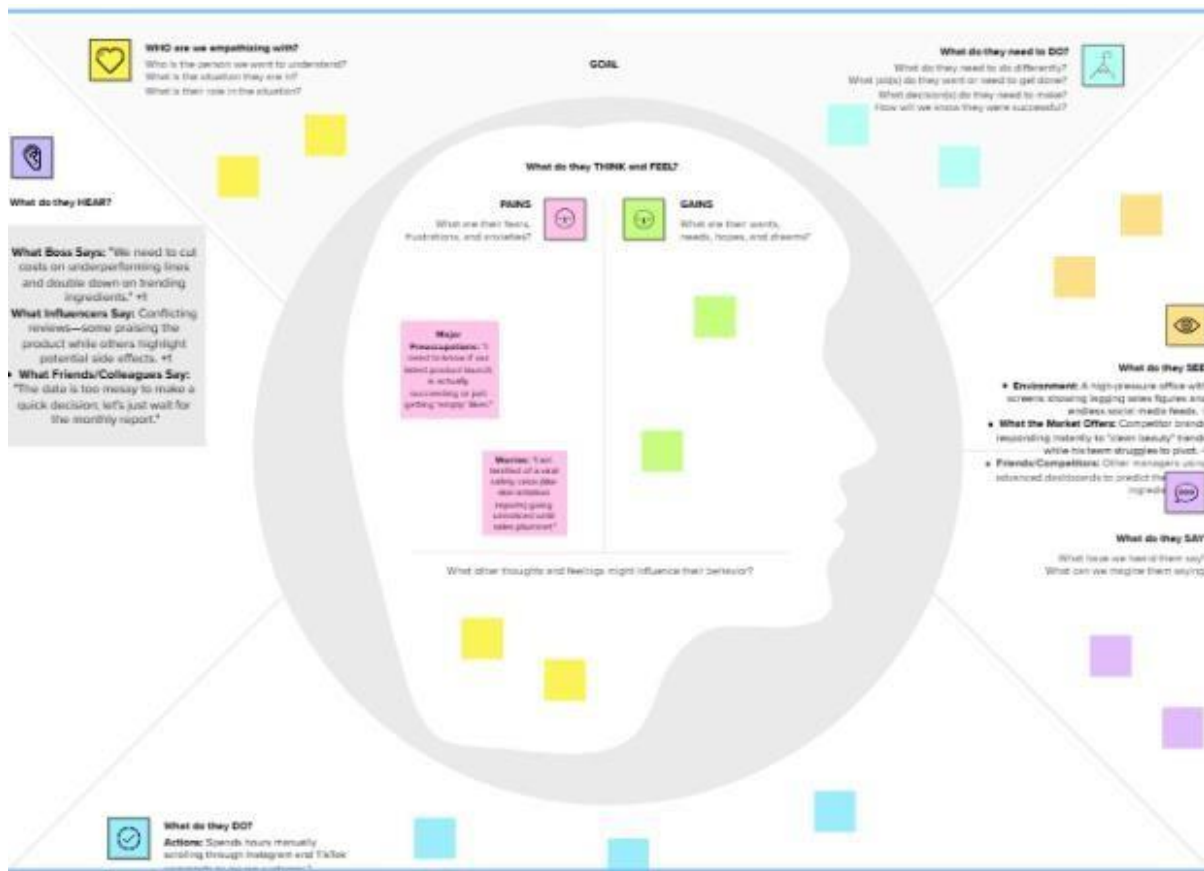 WHO are we empathizing with?
Who is the person we want to understand?
What is the situation they are in?
What is their role in the situation?
GOAL
What do they need to DO?
What do they need to do differently?
What job(s) do they want or need to get done?
What decision(s) do they need to make?
How will we know they were successful?
What do they HEAR?
What Boss Says: "We need to cut
costs on underperforming lines
and double down on trending
ingredients." +1
What Influencers Say: Conflicting
reviews—some praising the
product while others highlight
potential side effects. +1
• What Friends/Colleagues Say:
"The data is too messy to make a
quick decision; let's just wait for
the monthly report."
What do they THINK and FEEL?
PAINS
What are their fears,
frustrations, and anxieties?
GAINS
What are their wants,
needs, hopes, and dreams?
Major
Preoccupations: "I
need to know if our
latest product launch
is actually
succeeding or just
getting 'empty' likes."
Worries: "I am
terrified of a viral
safety crisis (like
skin irritation
reports) going
unnoticed until
sales plummet."
What other thoughts and feelings might influence their behavior?
What do they SEE
• Environment: A high-pressure office with
screens showing lagging sales figures and
endless social media feeds.
• What the Market Offers: Competitor brands
responding instantly to "clean beauty" trends
while his team struggles to pivot.
• Friends/Competitors: Other managers using
advanced dashboards to predict the
ingredie
What do they SAY
What have we heard them say?
What can we imagine them saying
What do they DO?
Actions: Spends hours manually
scrolling through Instagram and TikTok